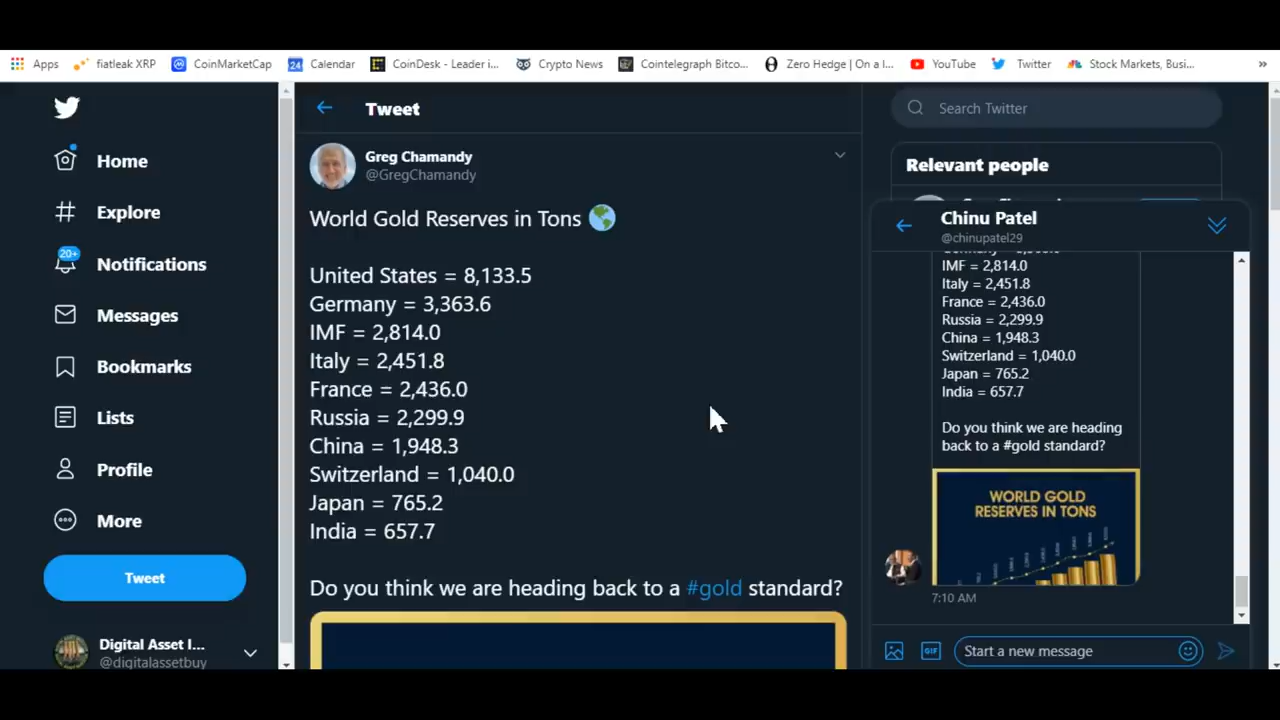 Apps
fiatleak XRP
CoinMarketCap
24
Calendar
CoinDesk - Leader i...
Crypto News
Cointelegraph Bitco...
Zero Hedge | On a I...
YouTube
Twitter
Stock Markets, Busi...
»
Home
Explore
20+
Notifications
Messages
Bookmarks
Lists
Profile
More
Tweet
Digital Asset I...
@digitalassetbuy
Tweet
Greg Chamandy
@GregChamandy
World Gold Reserves in Tons
United States = 8,133.5
Germany = 3,363.6
IMF = 2,814.0
Italy = 2,451.8
France = 2,436.0
Russia = 2,299.9
China = 1,948.3
Switzerland = 1,040.0
Japan = 765.2
India = 657.7
Do you think we are heading back to a #gold standard?
Search Twitter
Relevant people
Chinu Patel
@chinupatel29
IMF = 2,814.0
Italy = 2,451.8
France = 2,436.0
Russia = 2,299.9
China = 1,948.3
Switzerland = 1,040.0
Japan = 765.2
India = 657.7
Do you think we are heading
back to a #gold standard?
WORLD GOLD
RESERVES IN TONS
7:10 AM
GIF
Start a new message